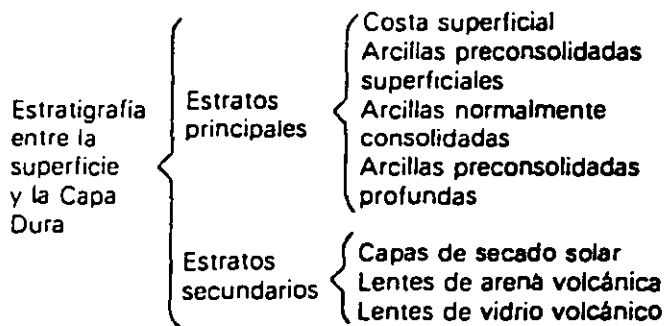 Estratigrafía
entre la
superficie
y la Capa
Dura
Estratos
principales
Costa superficial
Arcillas preconsolidadas
superficiales
Arcillas normalmente
consolidadas
Arcillas preconsolidadas
profundas
Estratos
secundarios
Capas de secado solar
Lentes de arena volcánica
Lentes de vidrio volcánico